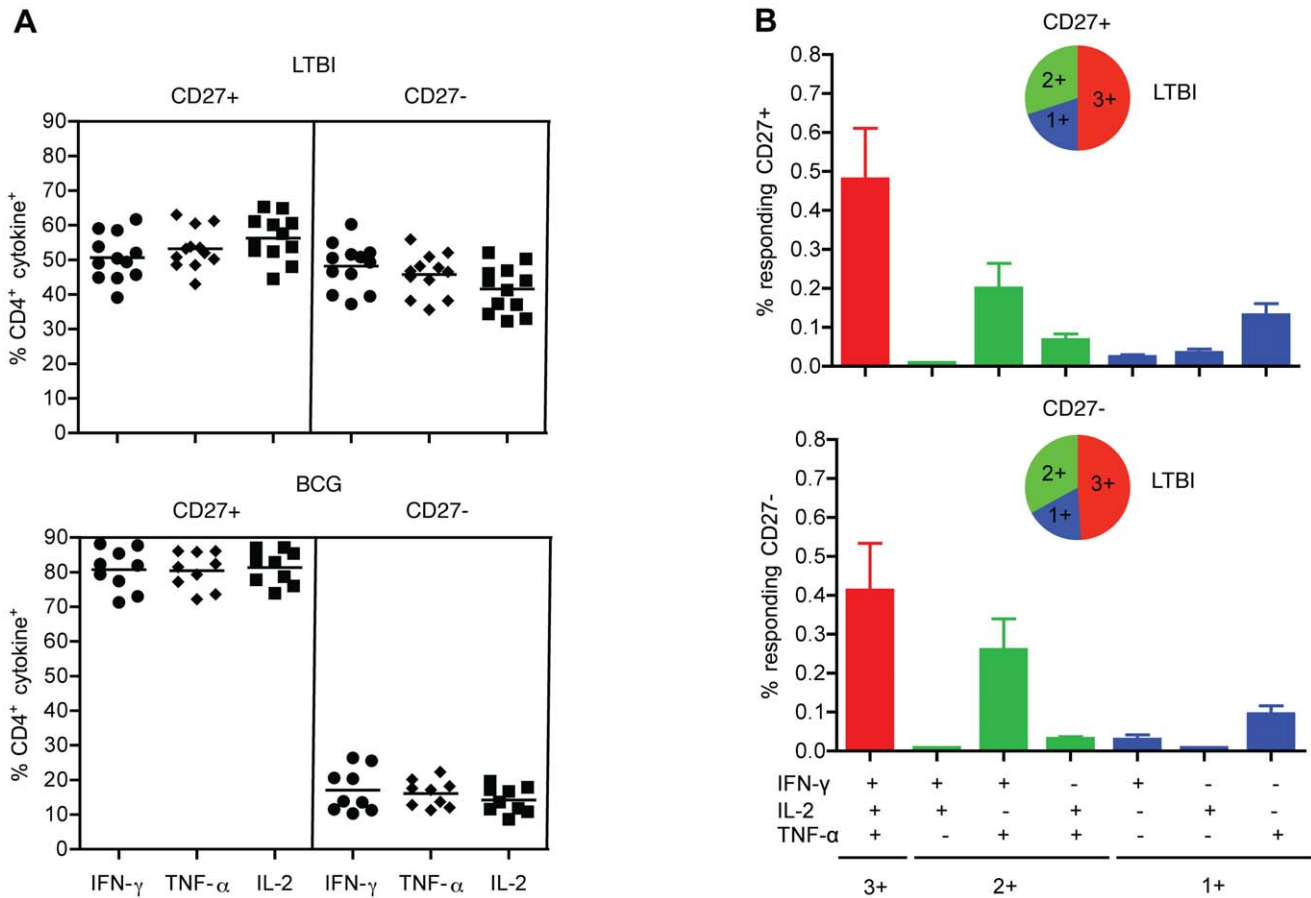 A
LTBI
CD27+ CD27-
% CD4+ cytokine+
90
80
70
60
50
40
30
20
10
0
BCG
CD27+ CD27-
% CD4+ cytokine+
90
80
70
60
50
40
30
20
10
0
IFN-γ TNF-α IL-2 IFN-γ TNF-α IL-2
B
CD27+
% responding CD27+
0.8
0.7
0.6
0.5
0.4
0.3
0.2
0.1
0.0
2+ 3+ LTBI
1+
CD27-
% responding CD27-
0.8
0.7
0.6
0.5
0.4
0.3
0.2
0.1
0.0
2+ 3+ LTBI
1+
IFN-γ + + + - + - -
IL-2 + + - + - + -
TNF-α + - + + - - +
3+ 2+ 1+